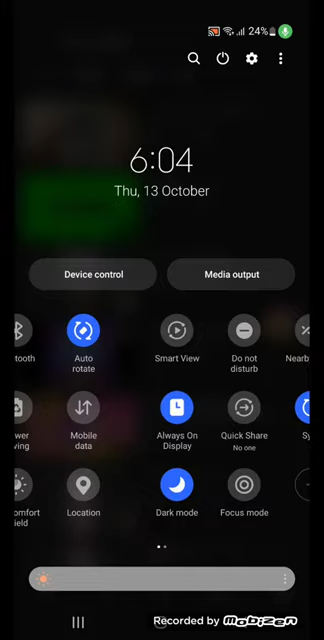 24%
6:04
Thu, 13 October
Device control
Media output
tooth
Auto
rotate
Smart View
Do not
disturb
Nearb
wer
ving
Mobile
data
Always On
Display
Quick Share
No one
Sy
omfort
ield
Location
Dark mode
Focus mode
Recorded by Mobizen